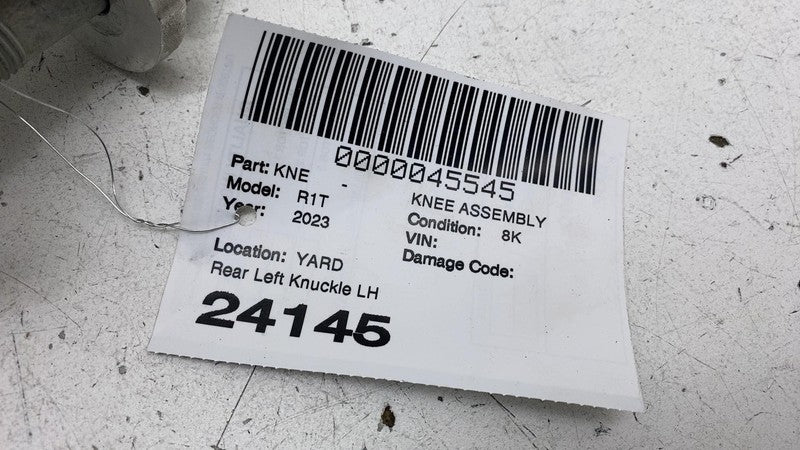 0000045545
Part: KNE - KNEE ASSEMBLY
Model: R1T Condition: 8K
Year: 2023 VIN:
Damage Code:
Location: YARD
Rear Left Knuckle LH
24145